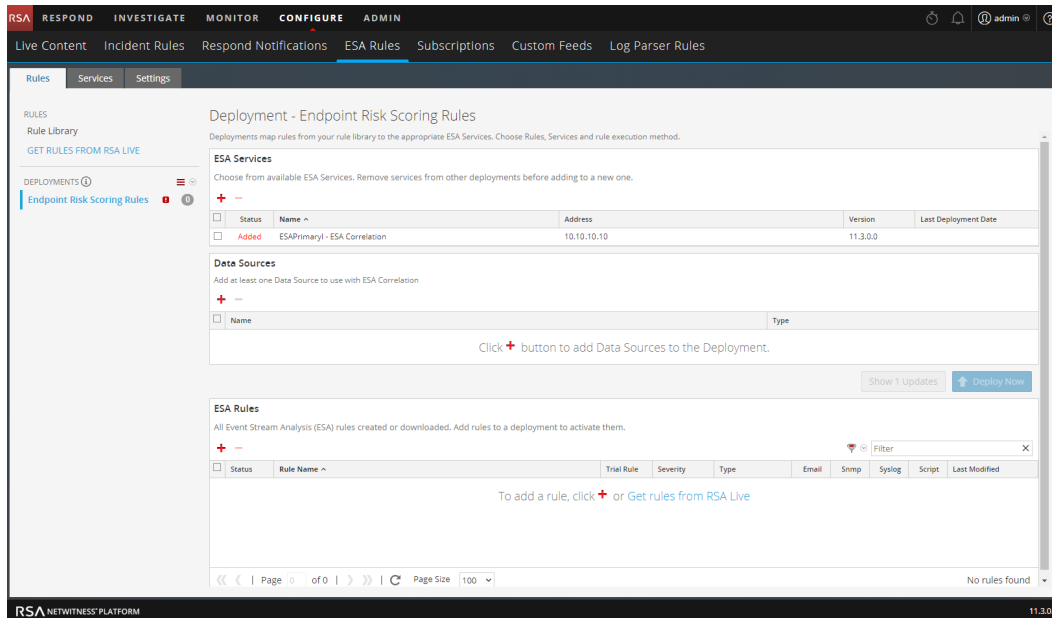 RSA RESPOND INVESTIGATE MONITOR CONFIGURE ADMIN admin
Live Content Incident Rules Respond Notifications ESA Rules Subscriptions Custom Feeds Log Parser Rules
Rules Services Settings
RULES
Rule Library
GET RULES FROM RSA LIVE
DEPLOYMENTS
Endpoint Risk Scoring Rules 0
Deployment - Endpoint Risk Scoring Rules
Deployments map rules from your rule library to the appropriate ESA Services. Choose Rules, Services and rule execution method.
ESA Services
Choose from available ESA Services. Remove services from other deployments before adding to a new one.
Status Name Address Version Last Deployment Date
Added ESAPrimaryl - ESA Correlation 10.10.10.10 11.3.0.0
Data Sources
Add at least one Data Source to use with ESA Correlation
Name Type
Click + button to add Data Sources to the Deployment.
Show 1 Updates Deploy Now
ESA Rules
All Event Stream Analysis (ESA) rules created or downloaded. Add rules to a deployment to activate them.
Filter
Status Rule Name Trial Rule Severity Type Email Snmp Syslog Script Last Modified
To add a rule, click + or Get rules from RSA Live
Page 0 of 0 Page Size 100 No rules found
RSA NETWITNESS PLATFORM 11.3.0.